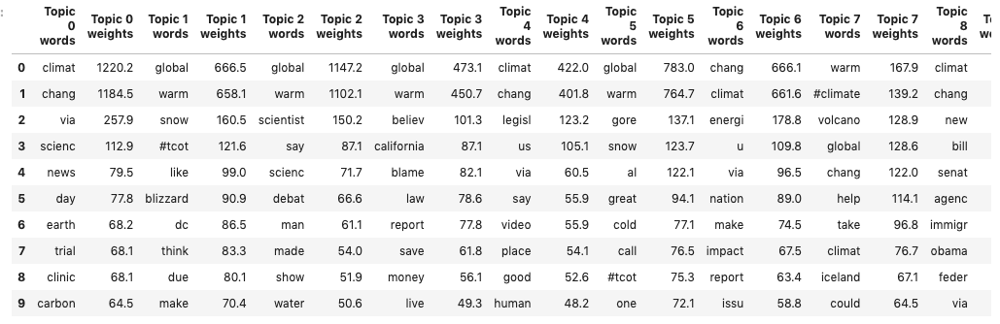 Topic 0 words Topic 0 weights Topic 1 words Topic 1 weights Topic 2 words Topic 2 weights Topic 3 words Topic 3 weights Topic 4 words Topic 4 weights Topic 5 words Topic 5 weights Topic 6 words Topic 6 weights Topic 7 words Topic 7 weights Topic 8 words
0 climat 1220.2 global 666.5 global 1147.2 global 473.1 climat 422.0 global 783.0 chang 666.1 warm 167.9 climat
1 chang 1184.5 warm 658.1 warm 1102.1 warm 450.7 chang 401.8 warm 764.7 climat 661.6 #climate 139.2 chang
2 via 257.9 snow 160.5 scientist 150.2 believ 101.3 legisl 123.2 gore 137.1 energi 178.8 volcano 128.9 new
3 scienc 112.9 #tcot 121.6 say 87.1 california 87.1 us 105.1 snow 123.7 u 109.8 global 128.6 bill
4 news 79.5 like 99.0 scienc 71.7 blame 82.1 via 60.5 al 122.1 via 96.5 chang 122.0 senat
5 day 77.8 blizzard 90.9 debat 66.6 law 78.6 say 55.9 great 94.1 nation 89.0 help 114.1 agenc
6 earth 68.2 dc 86.5 man 61.1 report 77.8 video 55.9 cold 77.1 make 74.5 take 96.8 immigr
7 trial 68.1 think 83.3 made 54.0 save 61.8 place 54.1 call 76.5 impact 67.5 climat 76.7 obama
8 clinic 68.1 due 80.1 show 51.9 money 56.1 good 52.6 #tcot 75.3 report 63.4 iceland 67.1 feder
9 carbon 64.5 make 70.4 water 50.6 live 49.3 human 48.2 one 72.1 issu 58.8 could 64.5 via